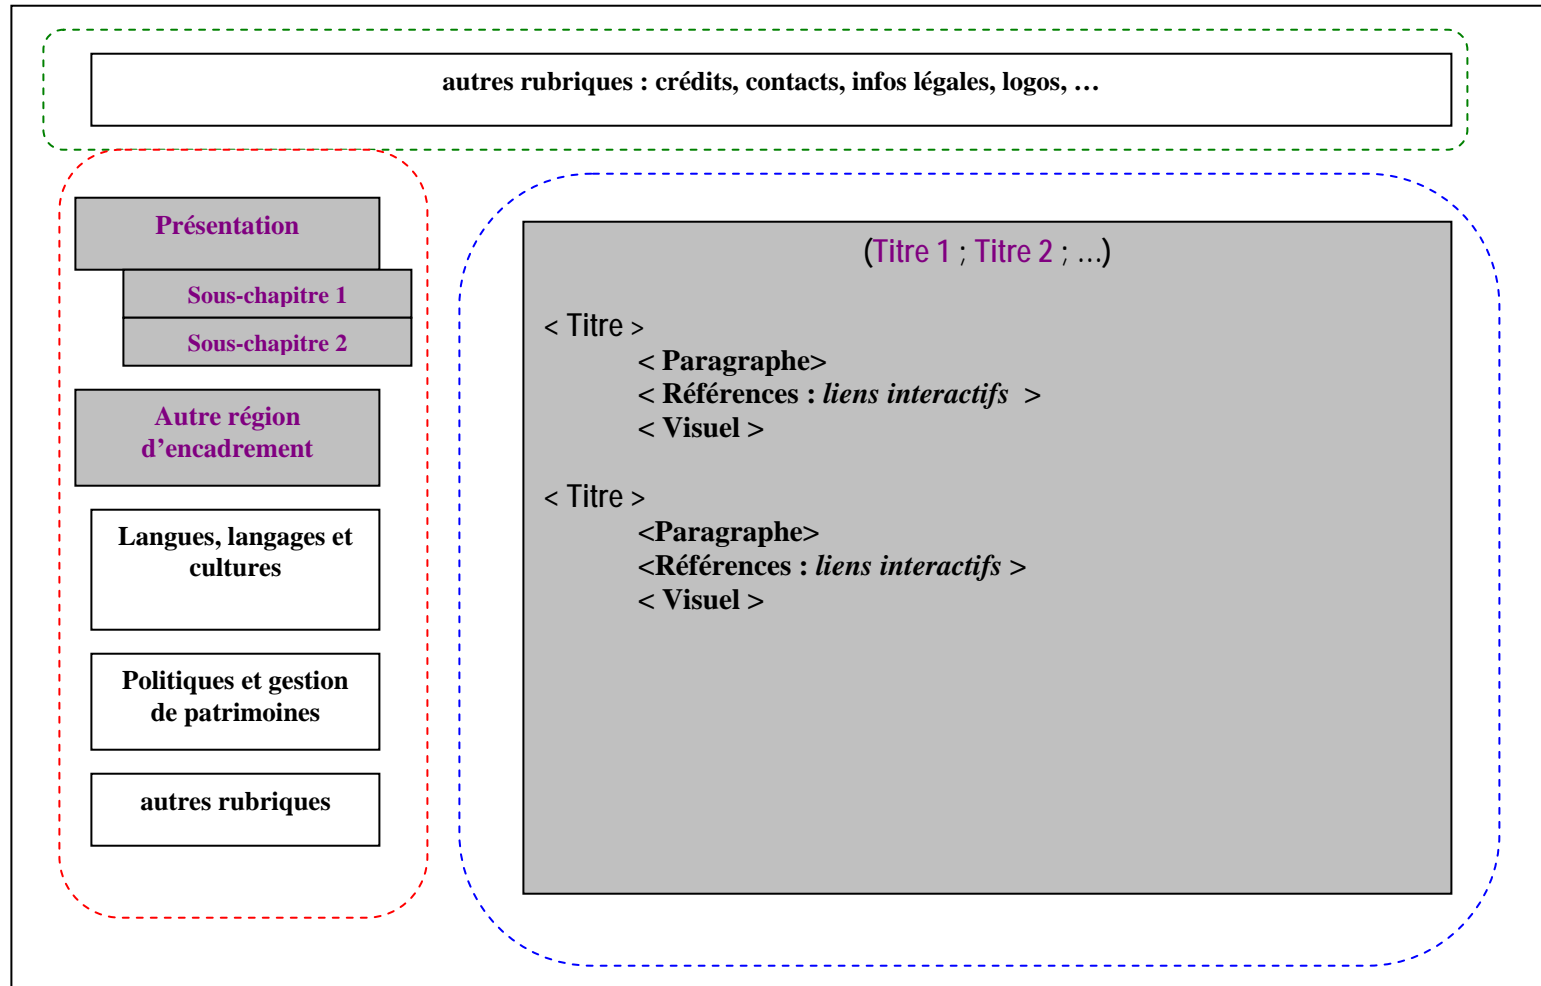 autres rubriques : crédits, contacts, infos légales, logos, …
Présentation
Sous-chapitre 1
Sous-chapitre 2
Autre région
d’encadrement
Langues, langages et
cultures
Politiques et gestion
de patrimoines
autres rubriques
(Titre 1 ; Titre 2 ; …)
< Titre >
< Paragraphe>
< Références : liens interactifs >
< Visuel >
< Titre >
<Paragraphe>
<Références : liens interactifs >
< Visuel >